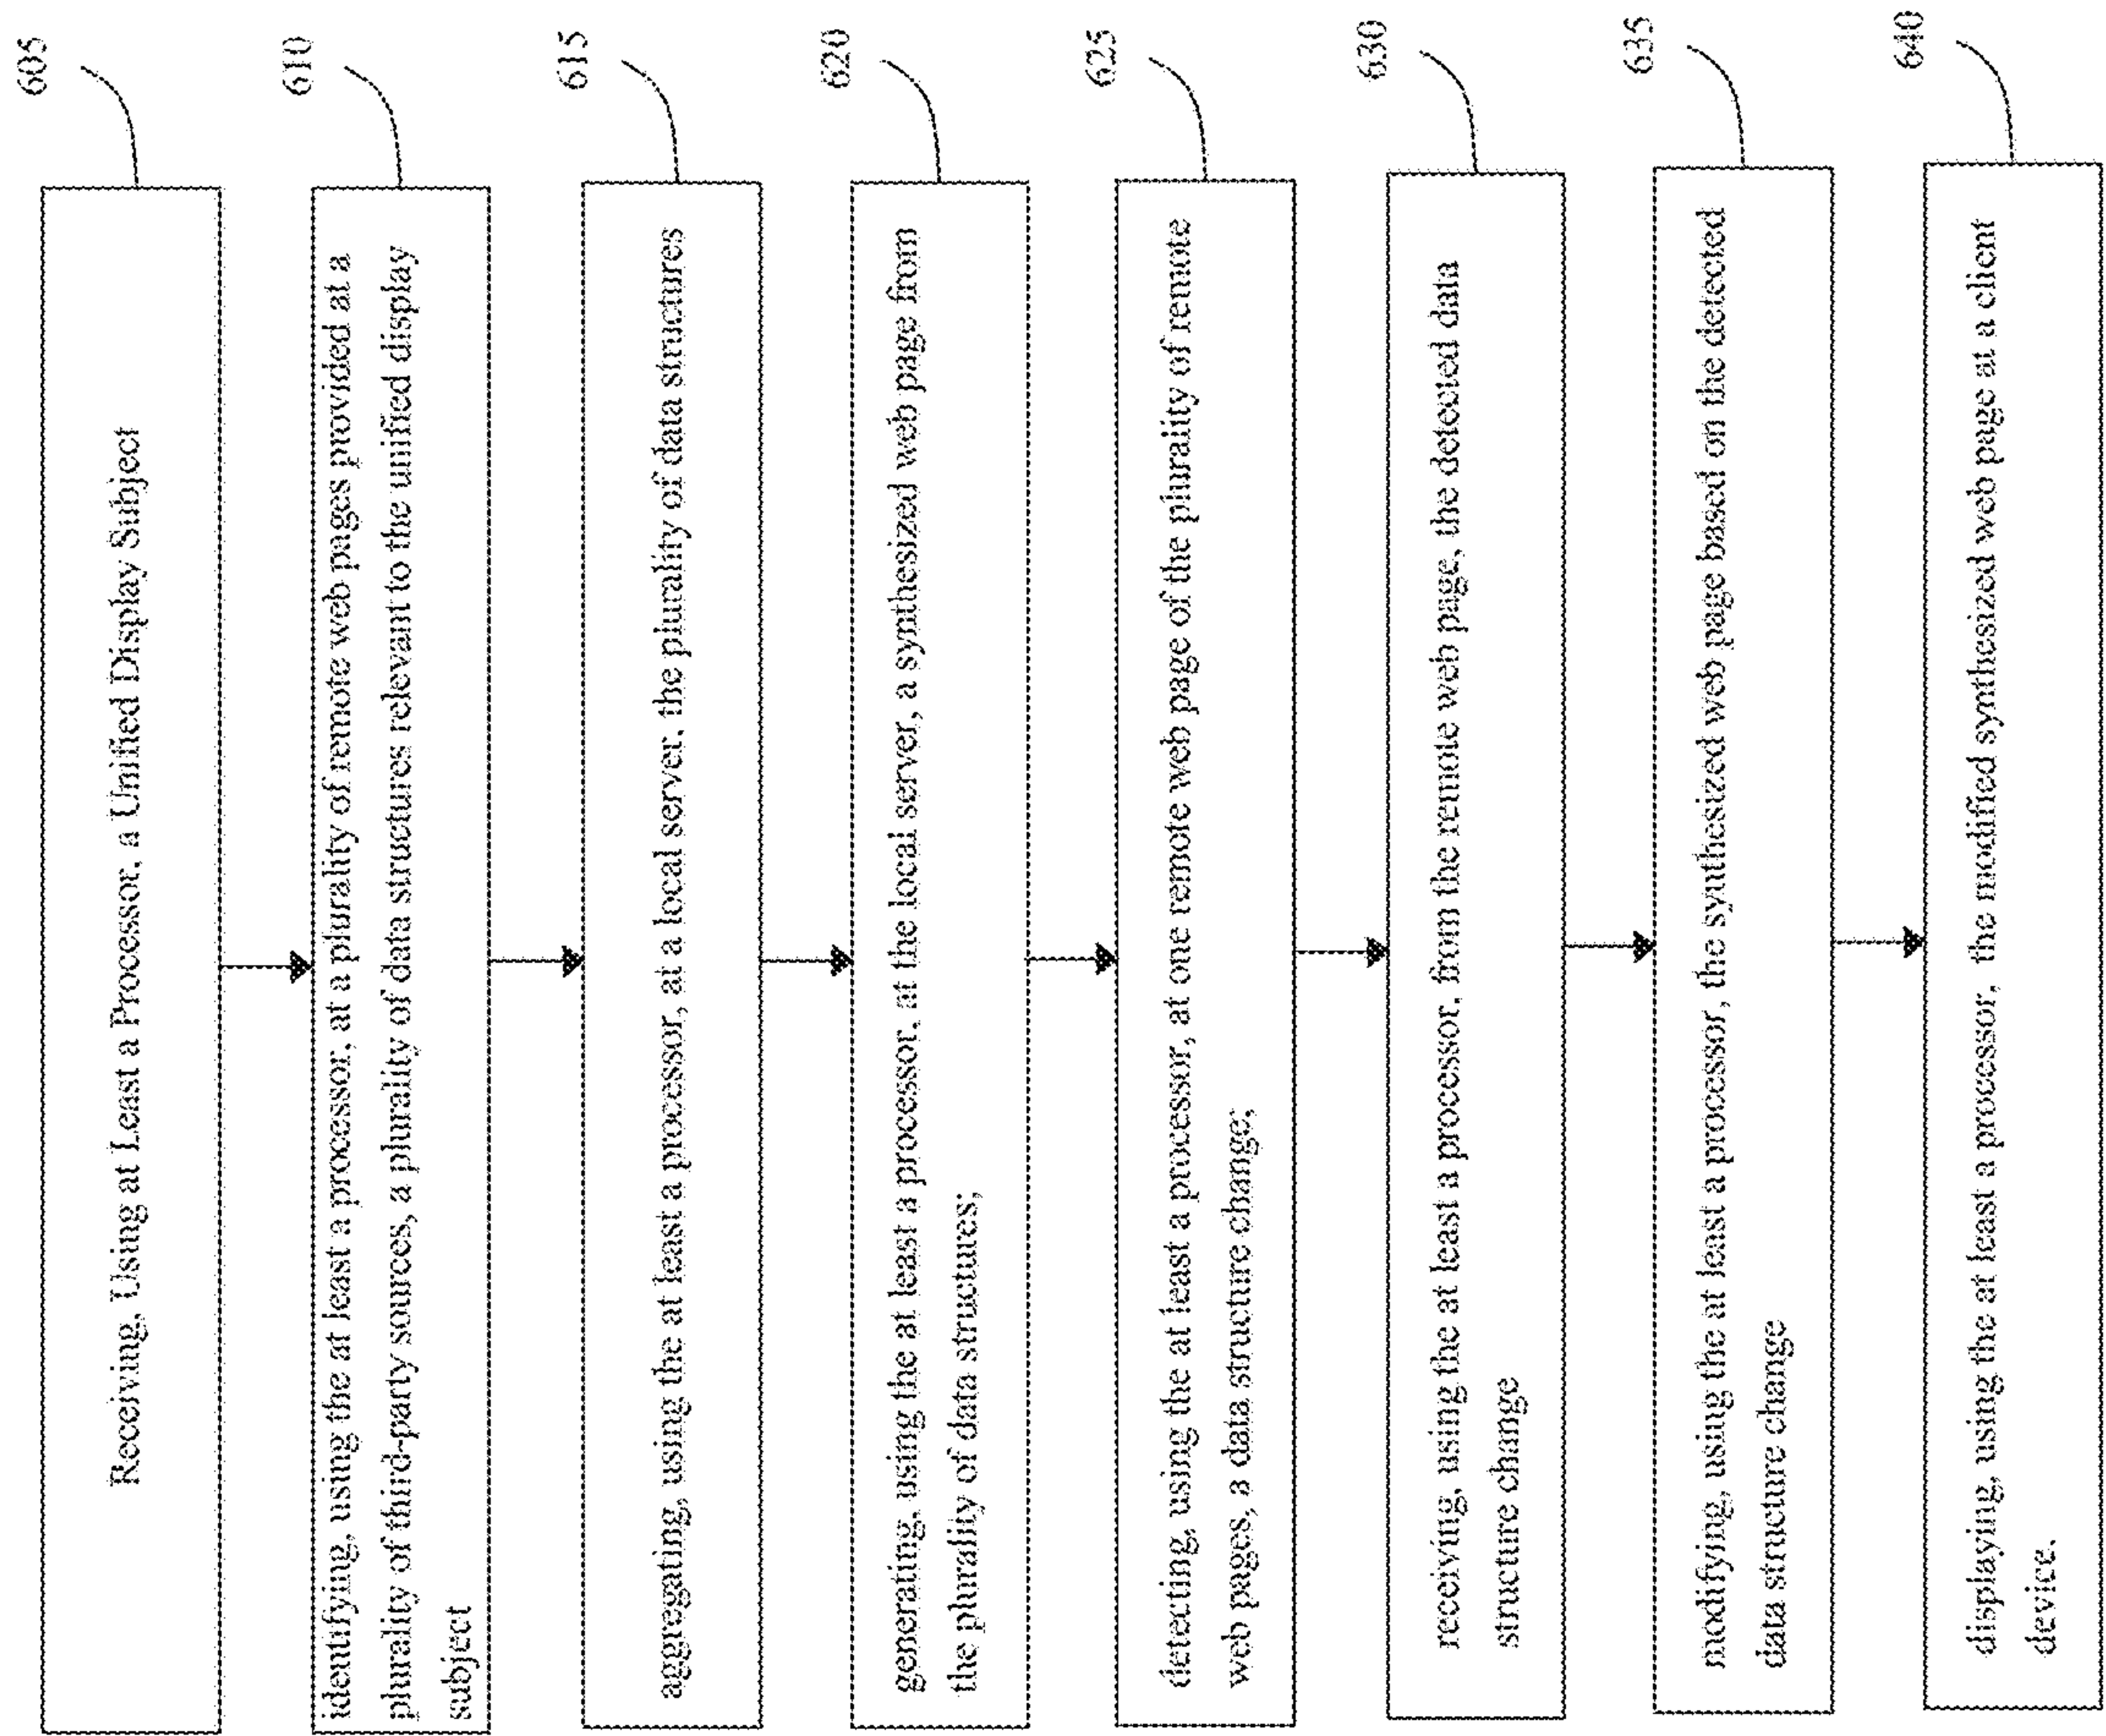 605
Receiving, Using at Least a Processor, a Unified Display Subject
610
identifying, using the at least a processor, at a plurality of remote web pages provided at a
plurality of third-party sources, a plurality of data structures relevant to the unified display
subject
615
aggregating, using the at least a processor, at a local server, the plurality of data structures
620
generating, using the at least a processor, at the local server, a synthesized web page from
the plurality of data structures;
625
detecting, using the at least a processor, at one remote web page of the plurality of remote
web pages, a data structure change;
630
receiving, using the at least a processor, from the remote web page, the detected data
structure change
635
modifying, using the at least a processor, the synthesized web page based on the detected
data structure change
640
displaying, using the at least a processor, the modified synthesized web page at a client
device.